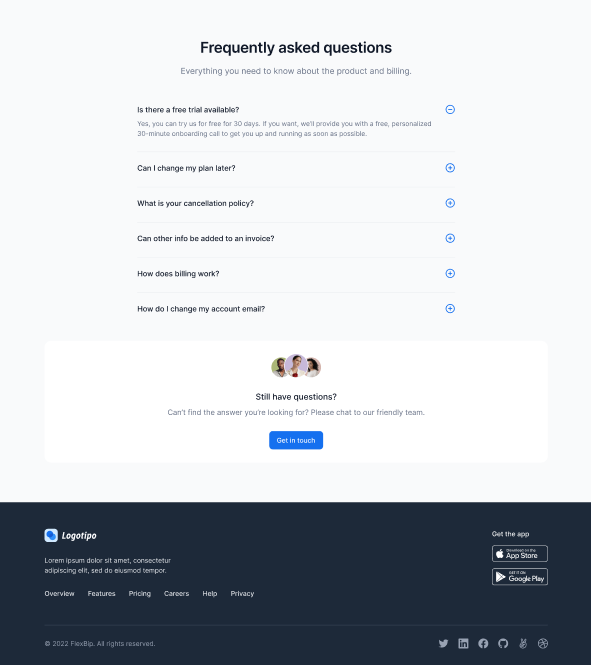 Frequently asked questions
Everything you need to know about the product and billing.
Is there a free trial available?
Yes, you can try us for free for 30 days. If you want, we'll provide you with a free, personalized
30-minute onboarding call to get you up and running as soon as possible.
Can I change my plan later?
What is your cancellation policy?
Can other info be added to an invoice?
How does billing work?
How do I change my account email?
Still have questions?
Can't find the answer you're looking for? Please chat to our friendly team.
Get in touch
Logotipo
Lorem ipsum dolor sit amet, consectetur
adipiscing elit, sed do eiusmod tempor.
Overview Features Pricing Careers Help Privacy
Get the app
Download on the
App Store
GET IT ON
Google Play
© 2022 FlexBip. All rights reserved.